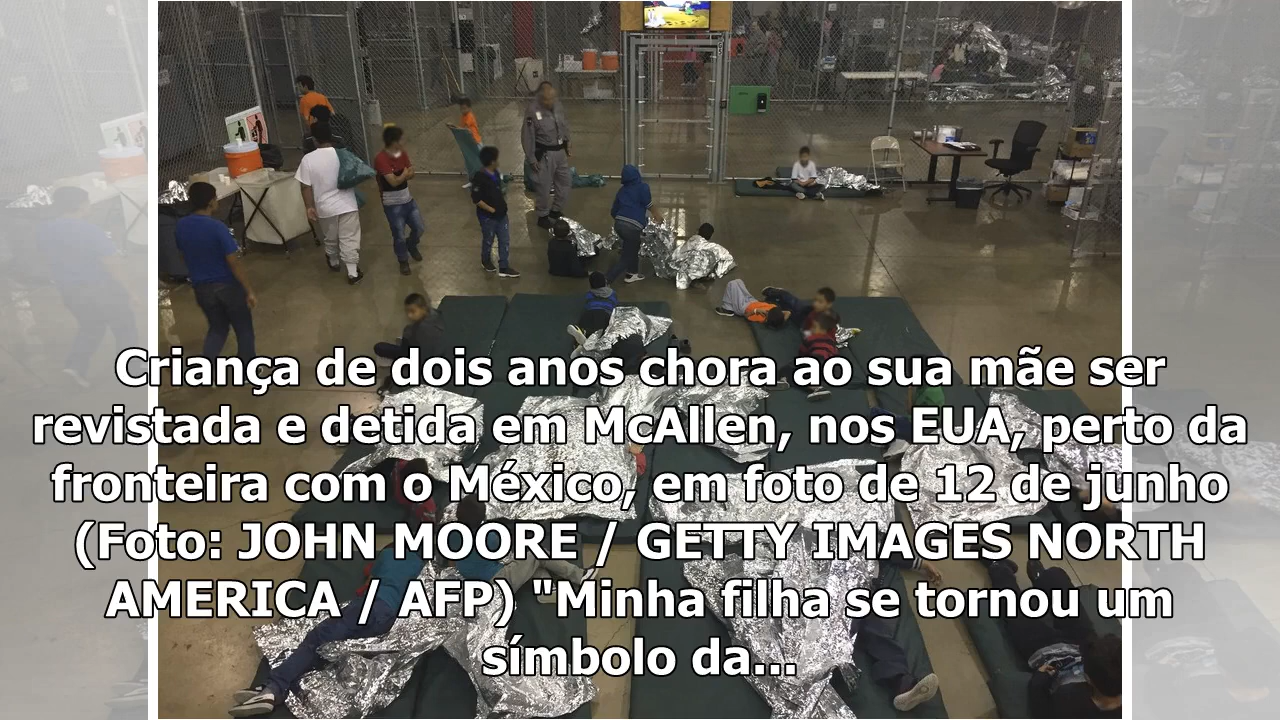 Criança de dois anos chora ao sua mãe ser
revistada e detida em McAllen, nos EUA, perto da
fronteira com o México, em foto de 12 de junho
(Foto: JOHN MOORE / GETTY IMAGES NORTH
AMERICA / AFP) "Minha filha se tornou um
símbolo da...